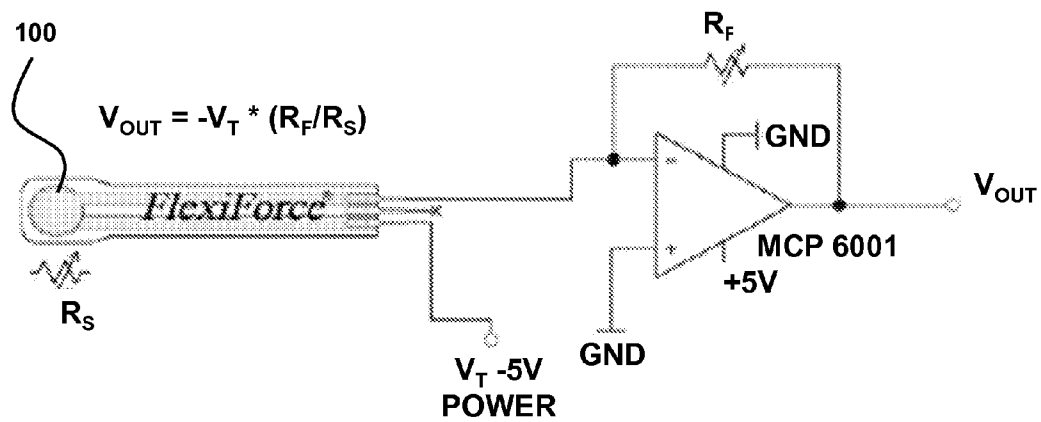 100
R_F
V_OUT = -V_T * (R_F/R_S)
GND
FlexiForce®
V_OUT
MCP 6001
+5V
R_S
GND
V_T -5V
POWER